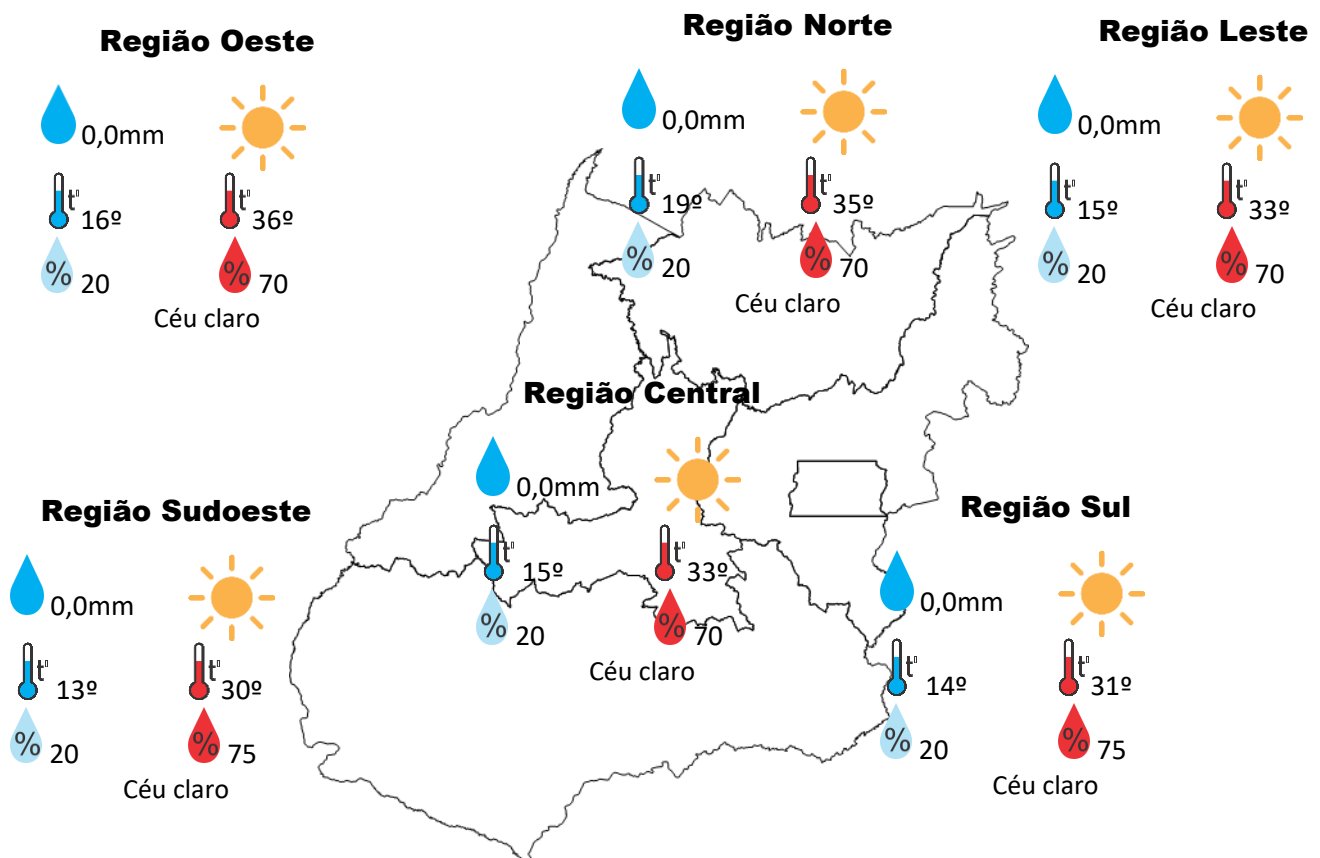 Região Oeste
0,0mm
t°
16º
t°
36º
%
20
%
70
Céu claro
Região Norte
0,0mm
t°
19º
t°
35º
%
20
%
70
Céu claro
Região Leste
0,0mm
t°
15º
t°
33º
%
20
%
70
Céu claro
Região Central
0,0mm
t°
15º
t°
33º
%
20
%
70
Céu claro
Região Sudoeste
0,0mm
t°
13º
t°
30º
%
20
%
75
Céu claro
Região Sul
0,0mm
t°
14º
t°
31º
%
20
%
75
Céu claro